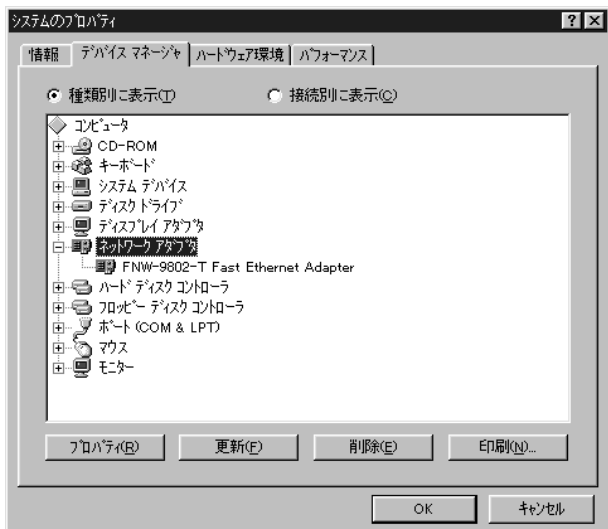 システムのプロパティ
情報 デバイス マネージャ ハードウェア環境 パフォーマンス
種類別に表示(T) 接続別に表示(C)
コンピュータ
CD-ROM
キーボード
システム デバイス
ディスク ドライブ
ディスプレイ アダプタ
ネットワーク アダプタ
FNW-9802-T Fast Ethernet Adapter
ハード ディスク コントローラ
フロッピー ディスク コントローラ
ポート (COM & LPT)
マウス
モニター
プロパティ(R) 更新(F) 削除(E) 印刷(N)...
OK キャンセル